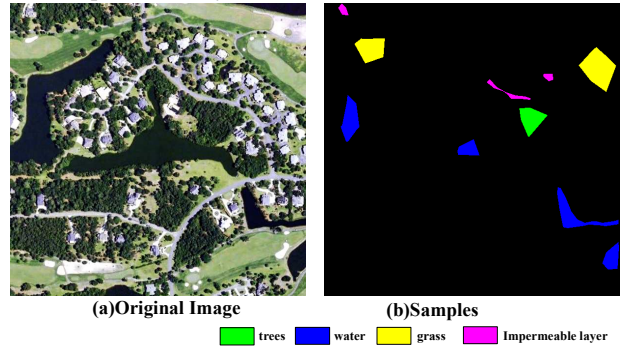 (a)Original Image
(b)Samples
trees
water
grass
Impermeable layer